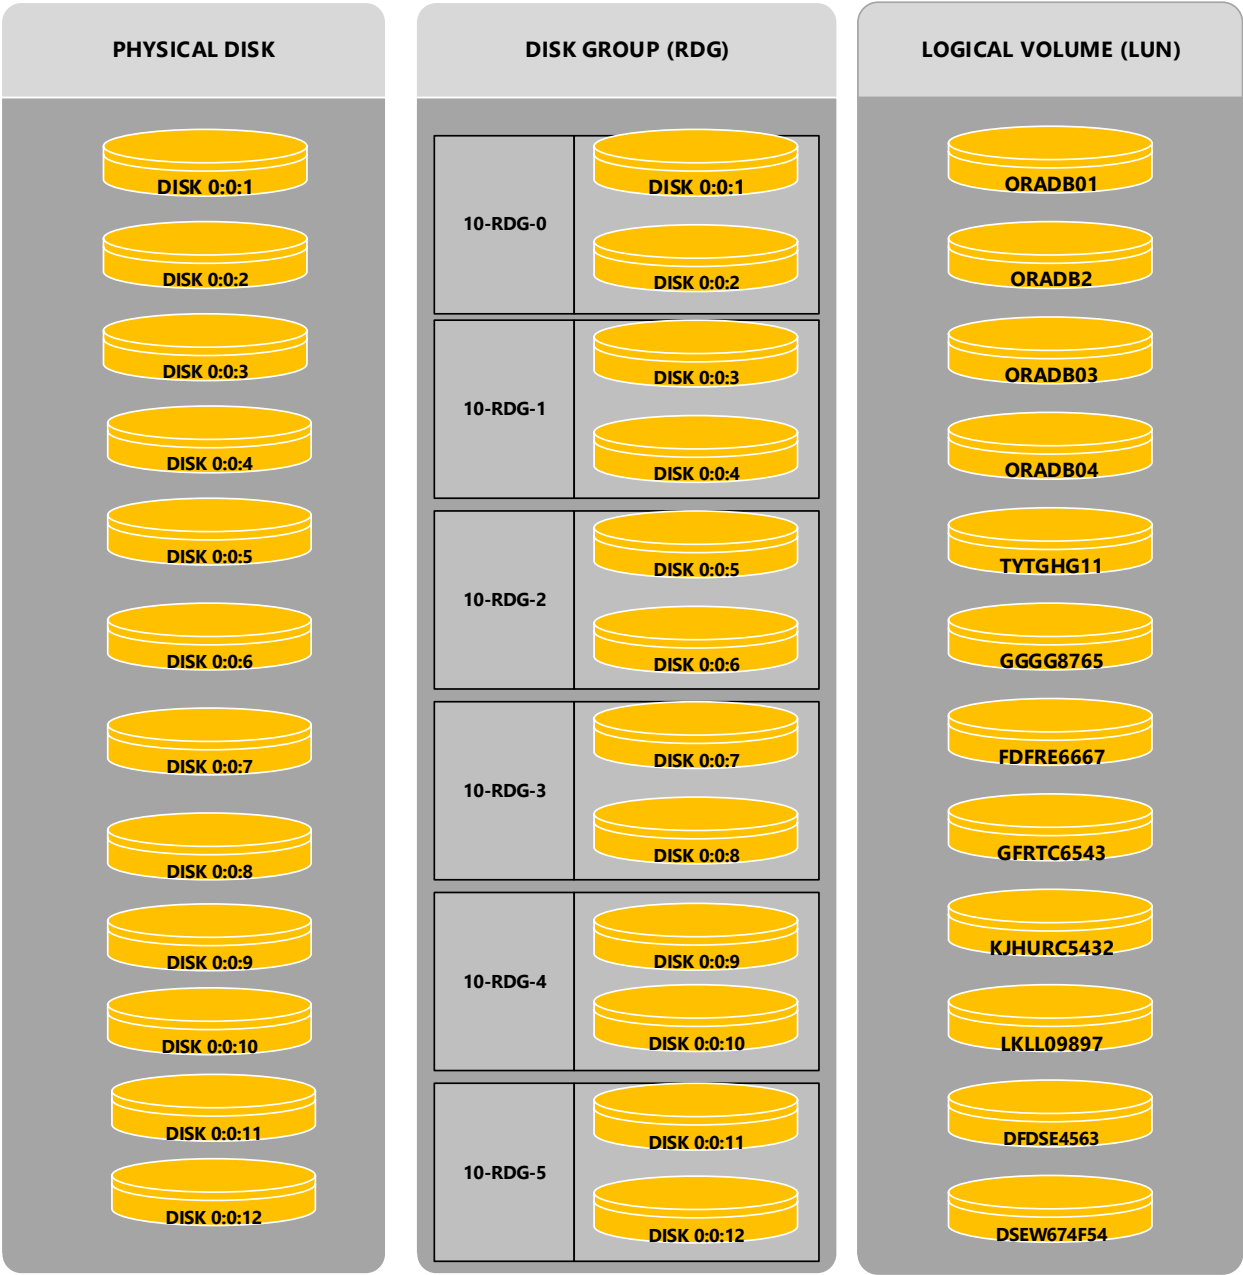 PHYSICAL DISK
DISK 0:0:1
DISK 0:0:2
DISK 0:0:3
DISK 0:0:4
DISK 0:0:5
DISK 0:0:6
DISK 0:0:7
DISK 0:0:8
DISK 0:0:9
DISK 0:0:10
DISK 0:0:11
DISK 0:0:12
DISK GROUP (RDG)
10-RDG-0
DISK 0:0:1
DISK 0:0:2
10-RDG-1
DISK 0:0:3
DISK 0:0:4
10-RDG-2
DISK 0:0:5
DISK 0:0:6
10-RDG-3
DISK 0:0:7
DISK 0:0:8
10-RDG-4
DISK 0:0:9
DISK 0:0:10
10-RDG-5
DISK 0:0:11
DISK 0:0:12
LOGICAL VOLUME (LUN)
ORADB01
ORADB2
ORADB03
ORADB04
TYTGHG11
GGGG8765
FDFRE6667
GFRTC6543
KJHURC5432
LKLL09897
DFDSE4563
DSEW674F54